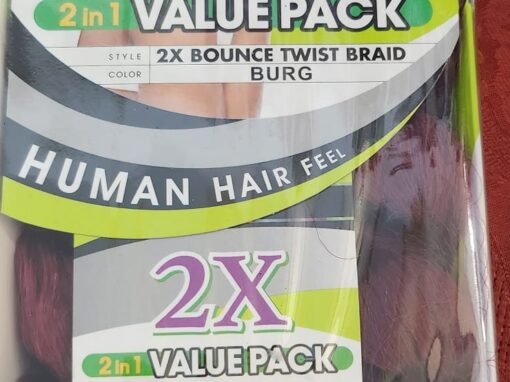 2 in 1 VALUE PACK
STYLE 2X BOUNCE TWIST BRAID
COLOR BURG
HUMAN HAIR FEEL
2X
2 in 1 VALUE PACK